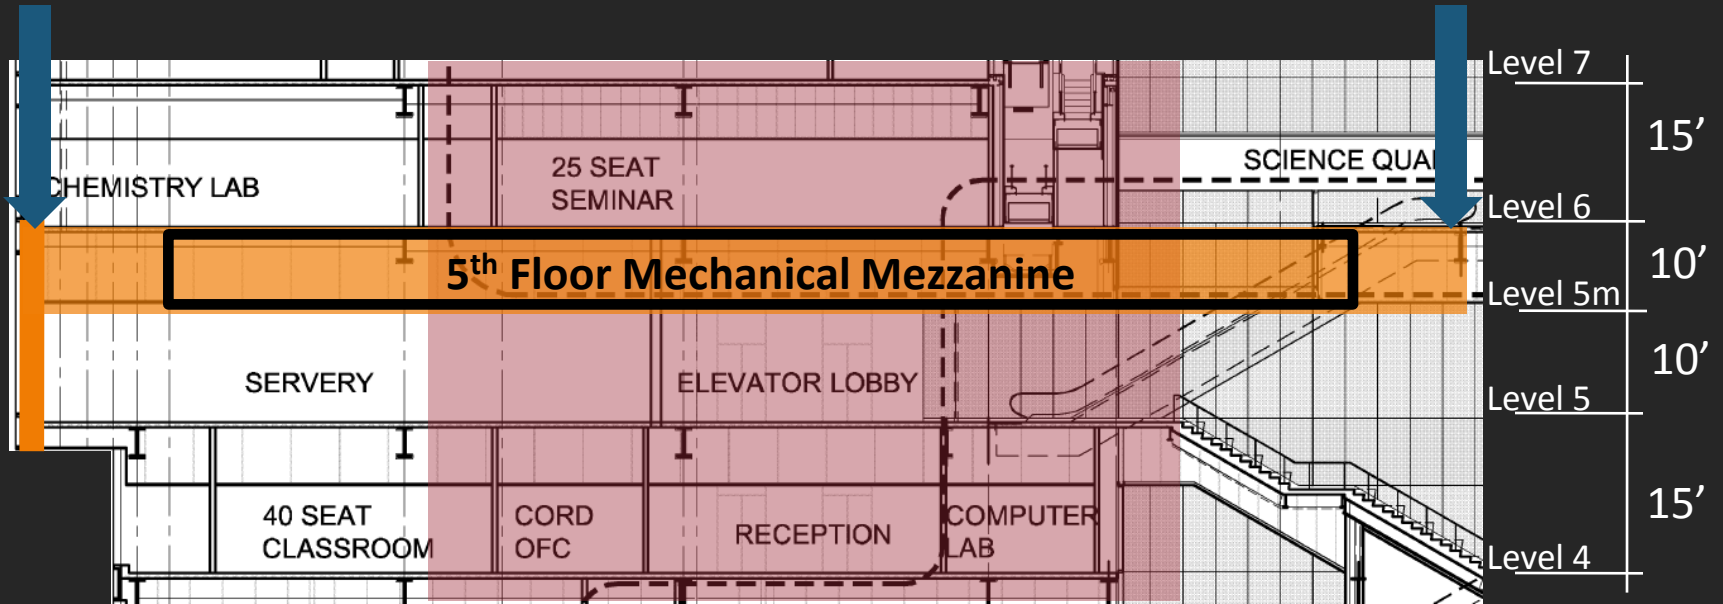 Level 7
15’
CHEMISTRY LAB
25 SEAT
SEMINAR
SCIENCE QUA
Level 6
5th Floor Mechanical Mezzanine
10’
Level 5m
10’
SERVERY
ELEVATOR LOBBY
Level 5
40 SEAT
CLASSROOM
CORD
OFC
RECEPTION
COMPUTER
LAB
15’
Level 4